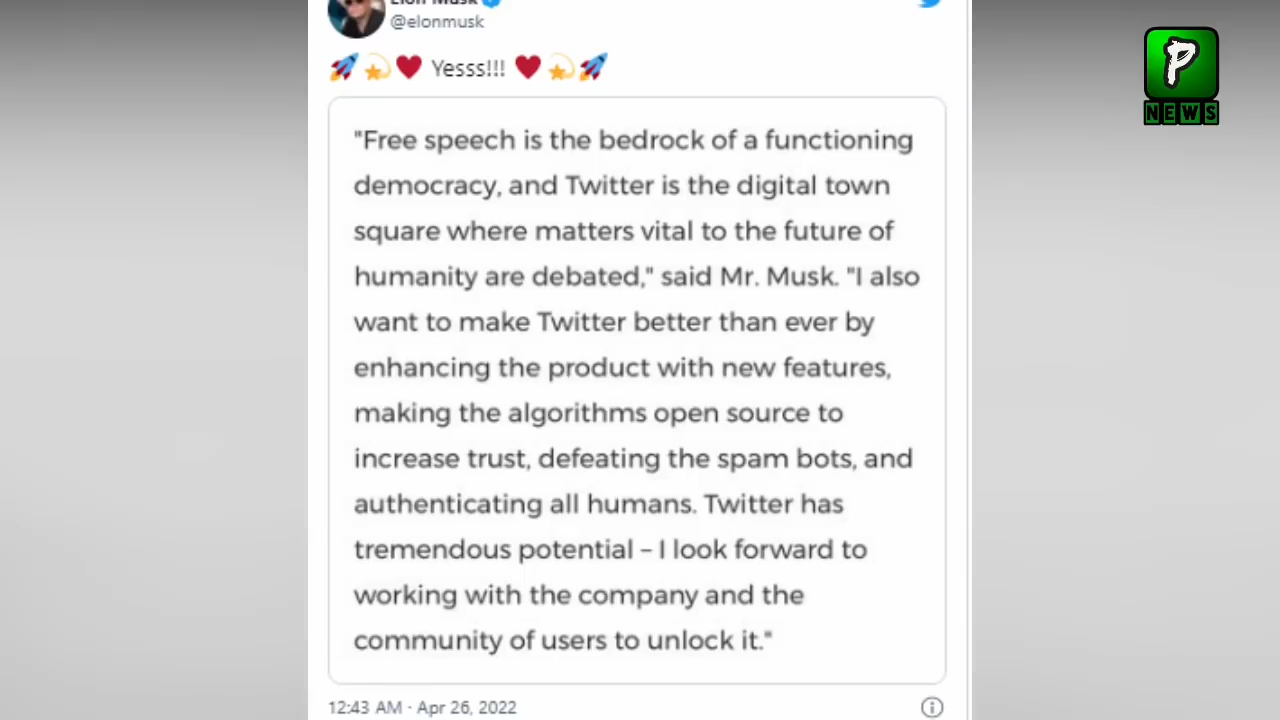 Elon Musk
@elonmusk
🚀 💫 ♥ Yesss!!! ♥ 💫 🚀
"Free speech is the bedrock of a functioning
democracy, and Twitter is the digital town
square where matters vital to the future of
humanity are debated," said Mr. Musk. "I also
want to make Twitter better than ever by
enhancing the product with new features,
making the algorithms open source to
increase trust, defeating the spam bots, and
authenticating all humans. Twitter has
tremendous potential – I look forward to
working with the company and the
community of users to unlock it."
12:43 AM · Apr 26, 2022
P
NEWS